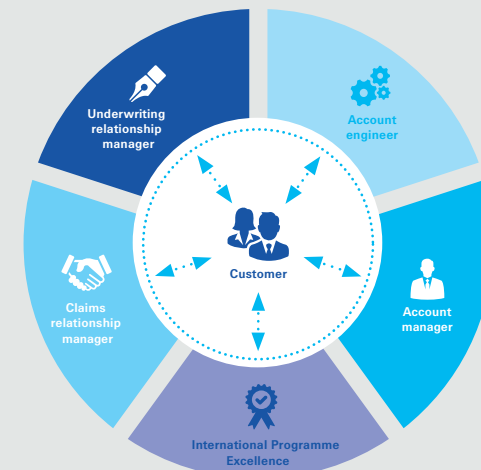 Underwriting
relationship
manager
Account
engineer
Customer
Claims
relationship
manager
Account
manager
International Programme
Excellence